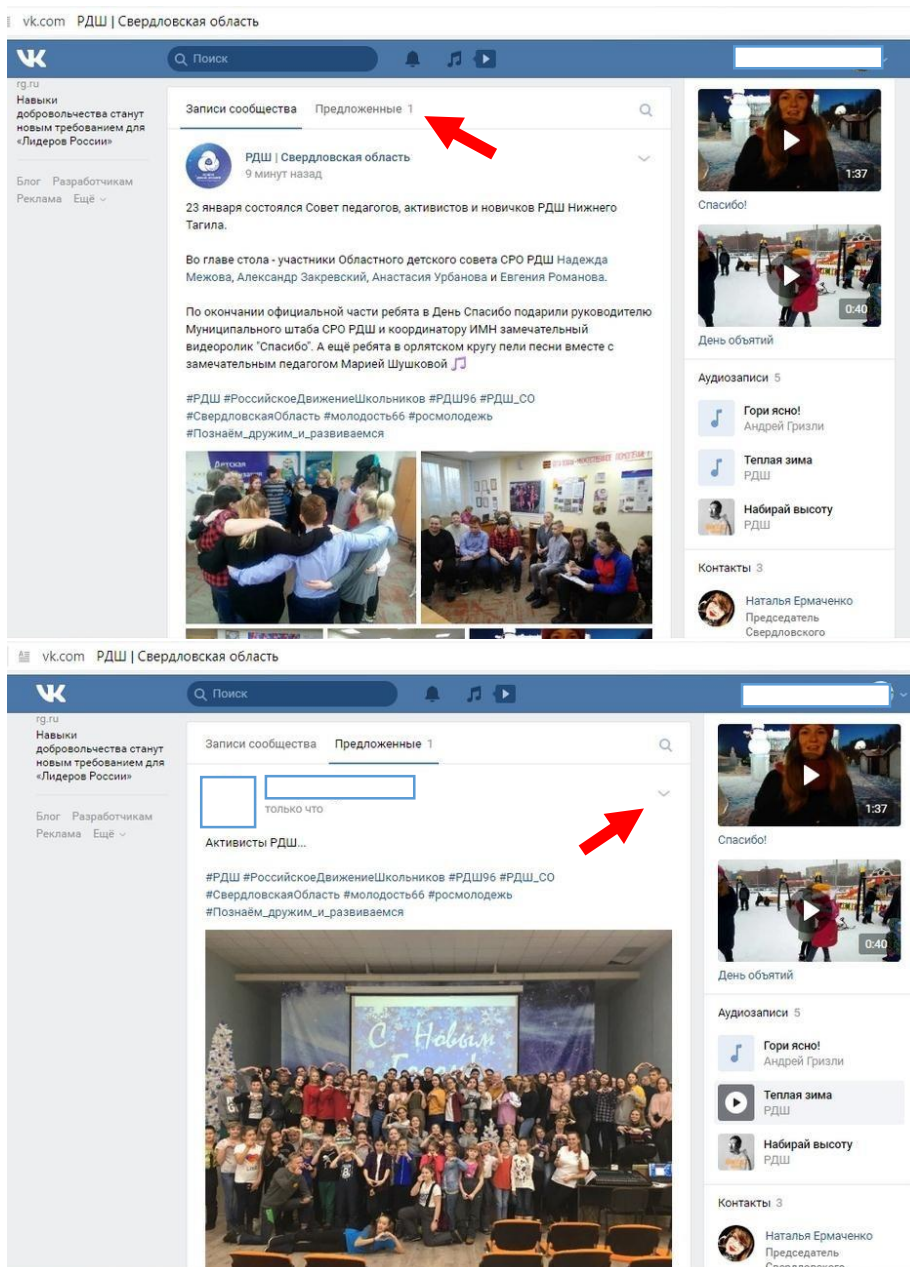 vk.com РДШ | Свердловская область
Поиск
rg.ru
Навыки
добровольчества станут
новым требованием для
«Лидеров России»
Блог Разработчикам
Реклама Ещё
Записи сообщества Предложенные 1
РДШ | Свердловская область
9 минут назад
23 января состоялся Совет педагогов, активистов и новичков РДШ Нижнего
Тагила.
Во главе стола - участники Областного детского совета СРО РДШ Надежда
Межова, Александр Закревский, Анастасия Урбанова и Евгения Романова.
По окончании официальной части ребята в День Спасибо подарили руководителю
Муниципального штаба СРО РДШ и координатору ИМН замечательный
видеоролик "Спасибо". А ещё ребята в орлятском кругу пели песни вместе с
замечательным педагогом Марией Шушковой
#РДШ #РоссийскоеДвижениеШкольников #РДШ96 #РДШ_СО
#СвердловскаяОбласть #молодость66 #росмолодежь
#Познаём_дружим_и_развиваемся
Детская
1:37
Спасибо!
0:40
День объятий
Аудиозаписи 5
Гори ясно!
Андрей Гризли
Теплая зима
РДШ
Набирай высоту
РДШ
Контакты 3
Наталья Ермаченко
Председатель
Свердловского
vk.com РДШ | Свердловская область
Поиск
rg.ru
Навыки
добровольчества станут
новым требованием для
«Лидеров России»
Блог Разработчикам
Реклама Ещё
Записи сообщества Предложенные 1
только что
Активисты РДШ...
#РДШ #РоссийскоеДвижениеШкольников #РДШ96 #РДШ_СО
#СвердловскаяОбласть #молодость66 #росмолодежь
#Познаём_дружим_и_развиваемся
С Новым
Годом!
1:37
Спасибо!
0:40
День объятий
Аудиозаписи 5
Гори ясно!
Андрей Гризли
Теплая зима
РДШ
Набирай высоту
РДШ
Контакты 3
Наталья Ермаченко
Председатель
Свердловского